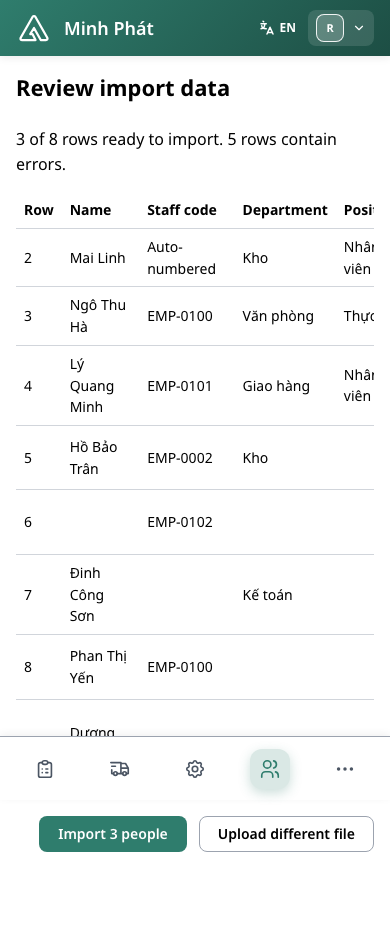 Minh Phát
EN
R
Review import data
3 of 8 rows ready to import. 5 rows contain
errors.
Row Name Staff code Department
2 Mai Linh Auto-numbered Kho
3 Ngô Thu Hà EMP-0100 Văn phòng
4 Lý Quang Minh EMP-0101 Giao hàng
5 Hồ Bảo Trân EMP-0002 Kho
6 EMP-0102
7 Đinh Công Sơn Kế toán
8 Phan Thị Yến EMP-0100
Dương
Import 3 people
Upload different file